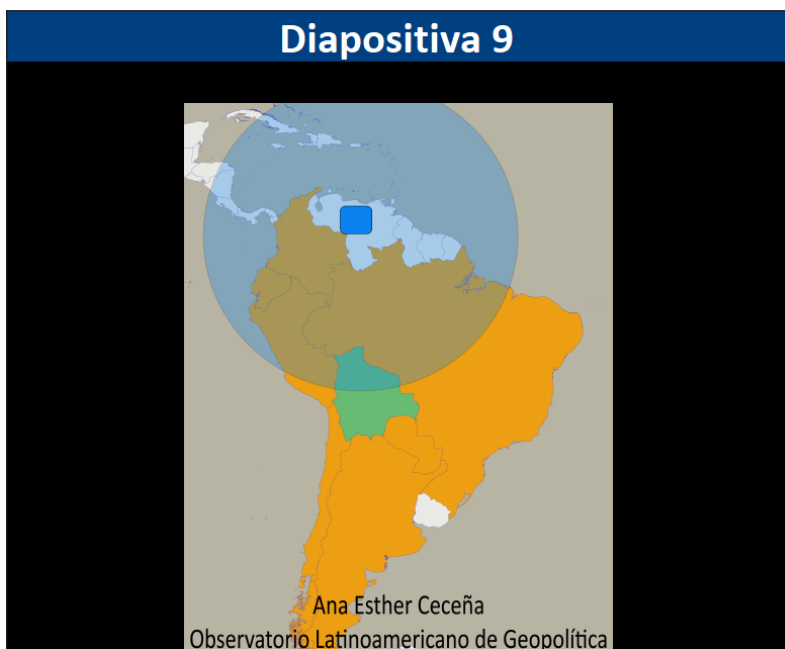 Diapositiva 9
Ana Esther Ceceña
Observatorio Latinoamericano de Geopolítica